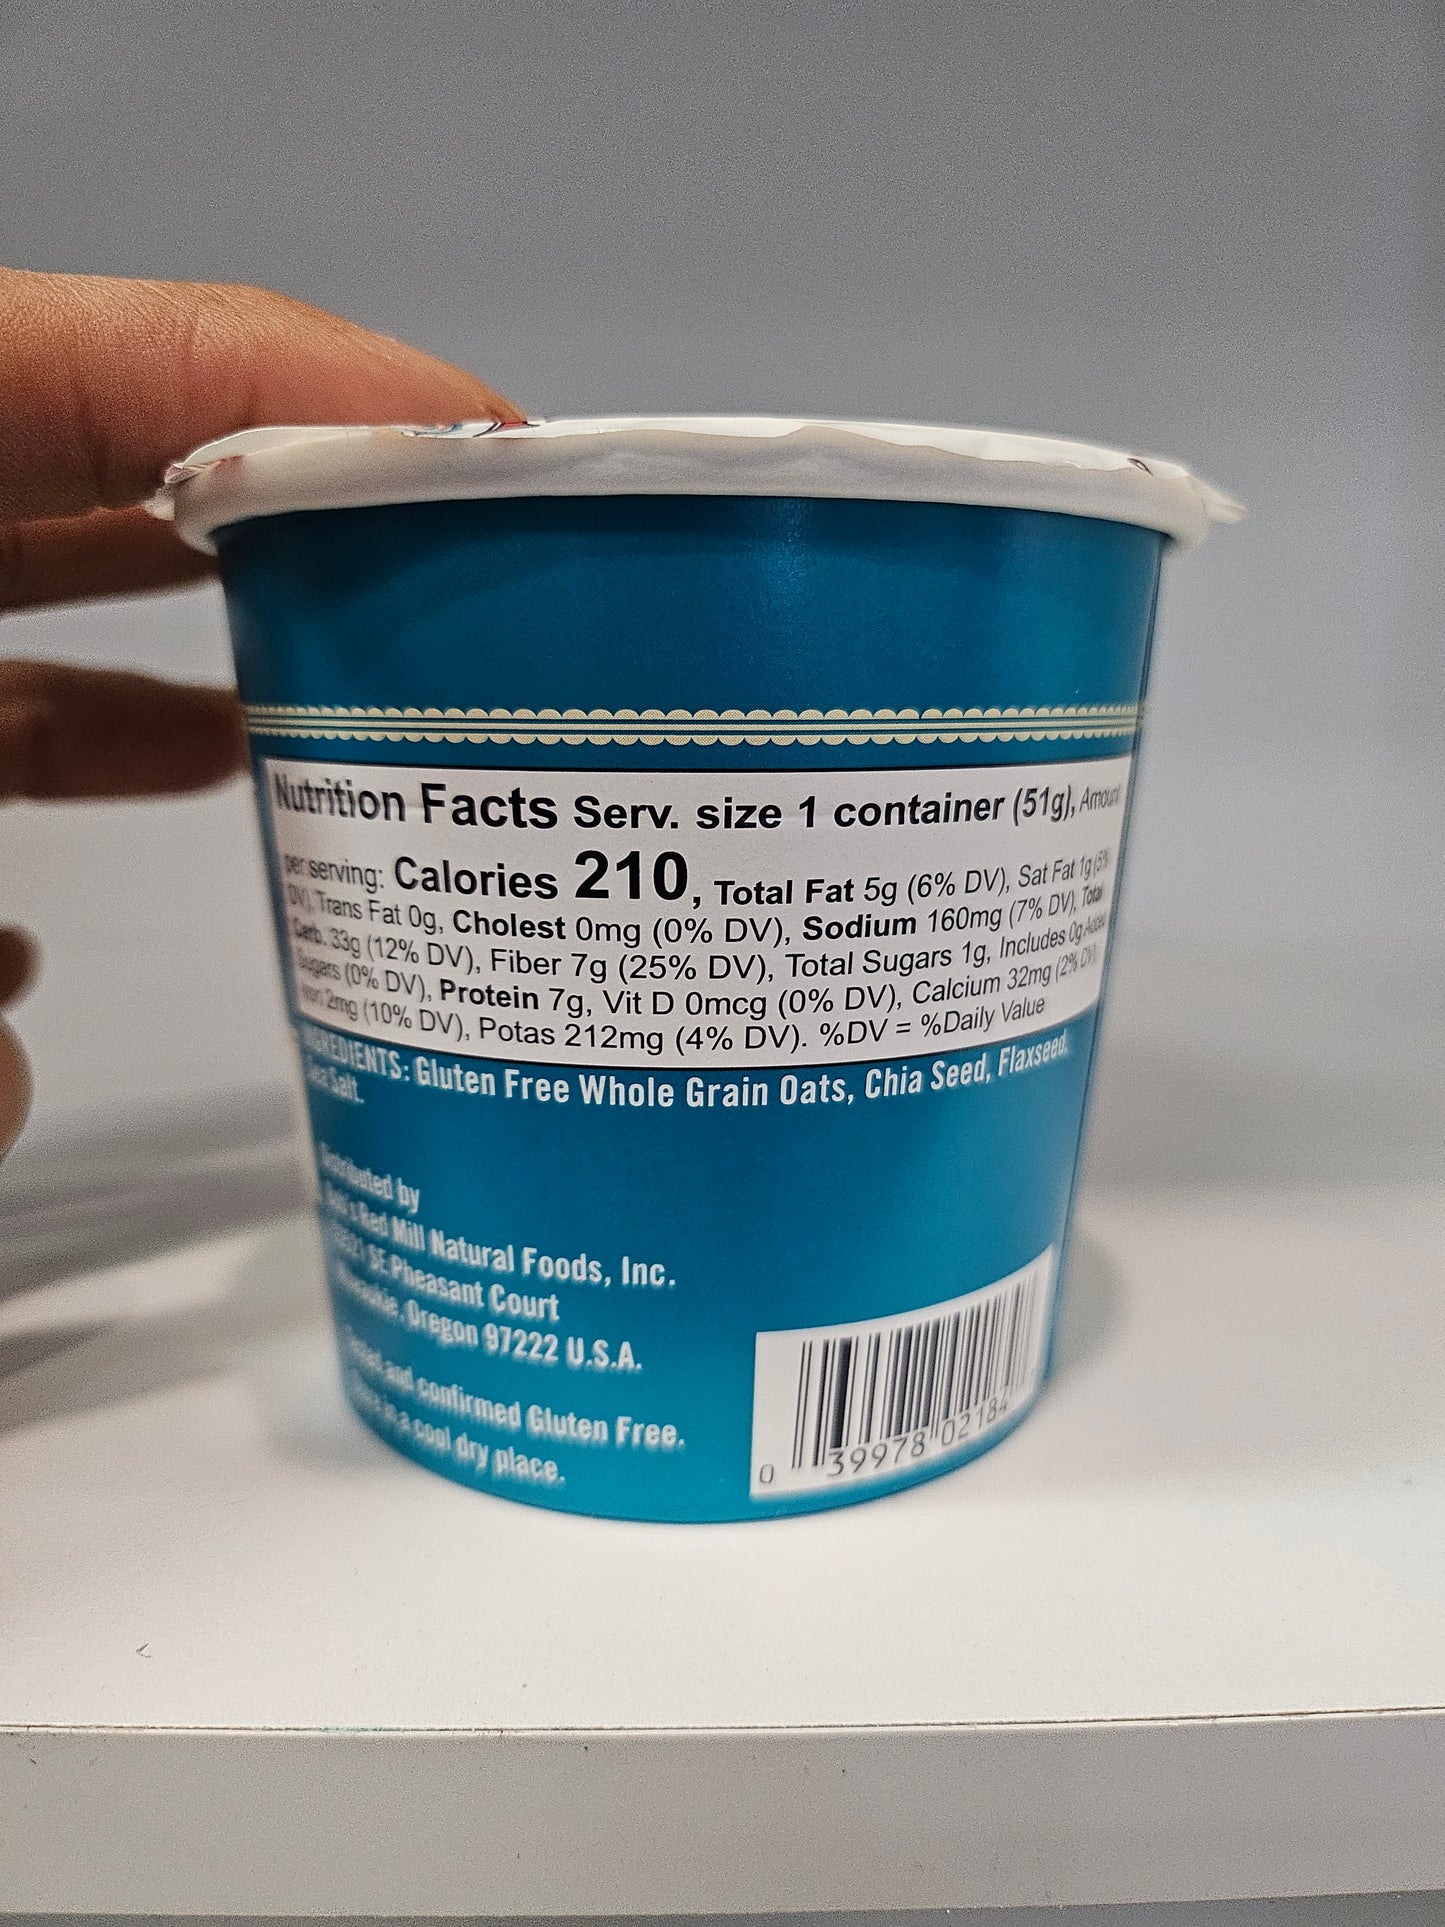 Nutrition Facts Serv. size 1 container (51g), Amount
per serving: Calories 210, Total Fat 5g (6% DV), Sat Fat 1g (5%
DV), Trans Fat 0g, Cholest 0mg (0% DV), Sodium 160mg (7% DV), Total
Carb. 33g (12% DV), Fiber 7g (25% DV), Total Sugars 1g, Includes 0g Added
Sugars (0% DV), Protein 7g, Vit D 0mcg (0% DV), Calcium 32mg (2% DV),
Iron 2mg (10% DV), Potas 212mg (4% DV). %DV = %Daily Value
INGREDIENTS: Gluten Free Whole Grain Oats, Chia Seed, Flaxseed,
Sea Salt.
Distributed by
Bob's Red Mill Natural Foods, Inc.
SE Pheasant Court
Milwaukie, Oregon 97222 U.S.A.
Tested and confirmed Gluten Free.
Store in a cool dry place.
0 39978 02184